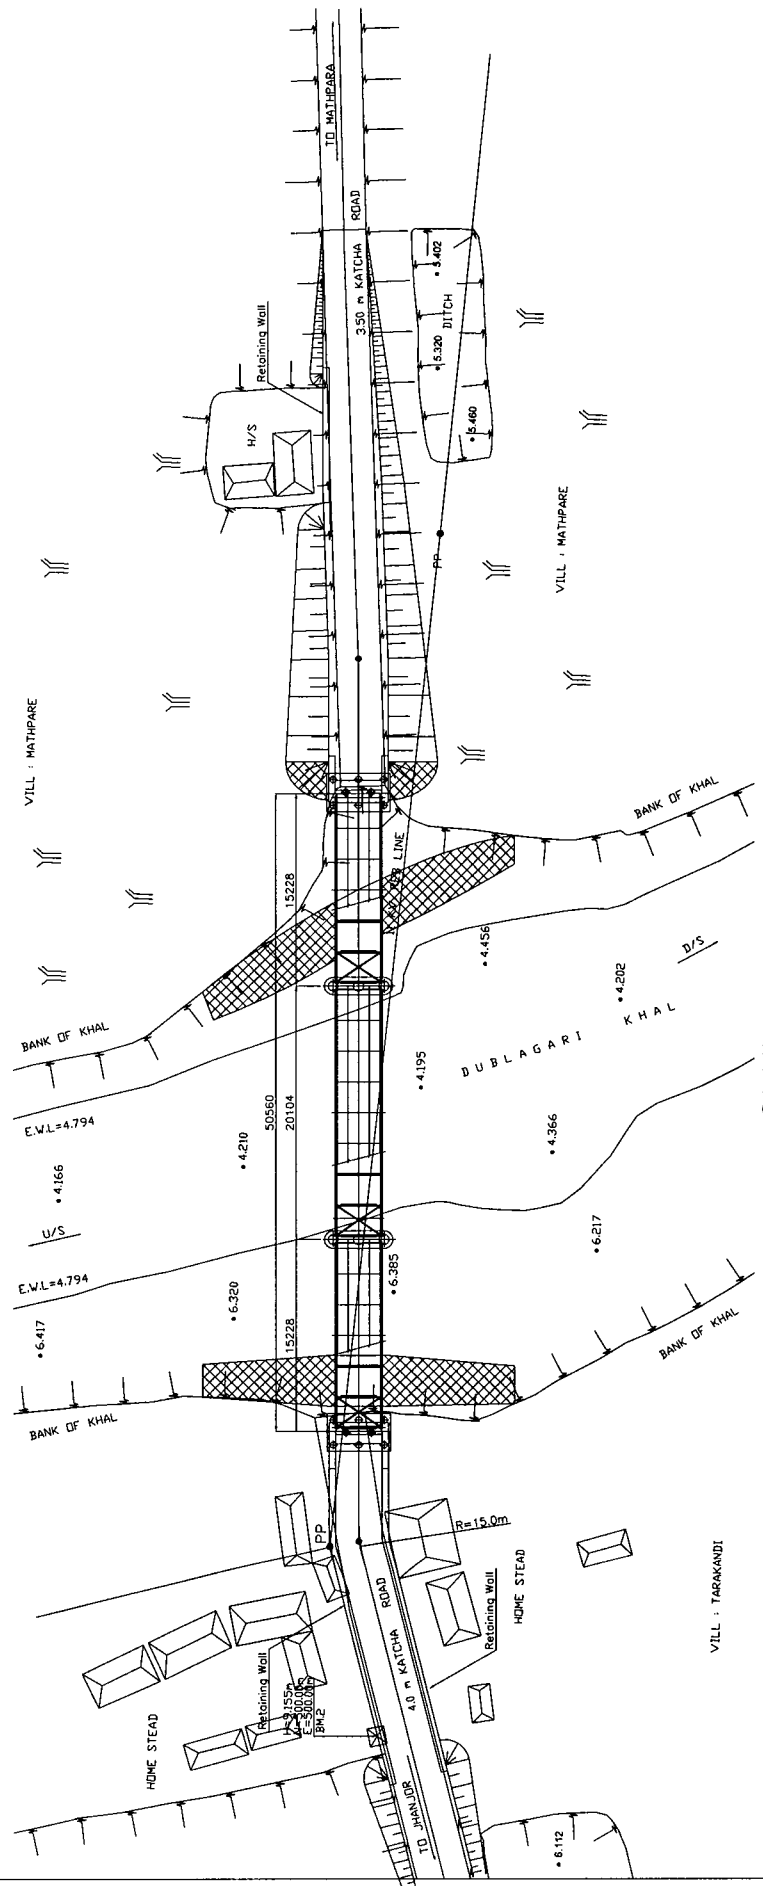 TO MATHPARA
3.50 m KATCHA ROAD
Retaining Wall
5.402
DITCH
5.320
5.460
H/S
VILL : MATHPARE
PP
VILL : MATHPARE
BANK OF KHAL
LINE
15228
4.456
D/S
4.202
BANK OF KHAL
DUBLAGARI KHAL
E.W.L=4.794
50560
20104
4.195
4.210
4.366
4.166
U/S
6.217
E.W.L=4.794
6.385
6.320
6.417
15228
BANK OF KHAL
BANK OF KHAL
PP
R=15.0m
HOME STEAD
VILL : TARAKANDI
Retaining Wall
4.0 m KATCHA ROAD
Retaining Wall
E=500.00m
BM.2
HOME STEAD
TO JHANJOR
6.112